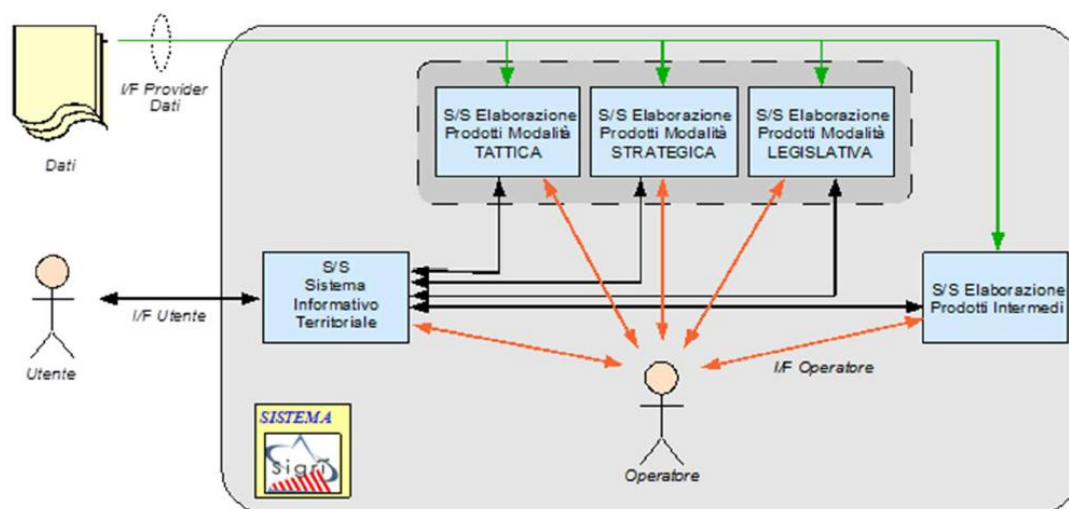 I/F Provider
Dati
Dati
S/S Elaborazione
Prodotti Modalità
TATTICA
S/S Elaborazione
Prodotti Modalità
STRATEGICA
S/S Elaborazione
Prodotti Modalità
LEGISLATIVA
S/S
Sistema
Informativo
Territoriale
S/S Elaborazione
Prodotti Intermedi
I/F Utente
Utente
I/F Operatore
Operatore
SISTEMA
Sigri